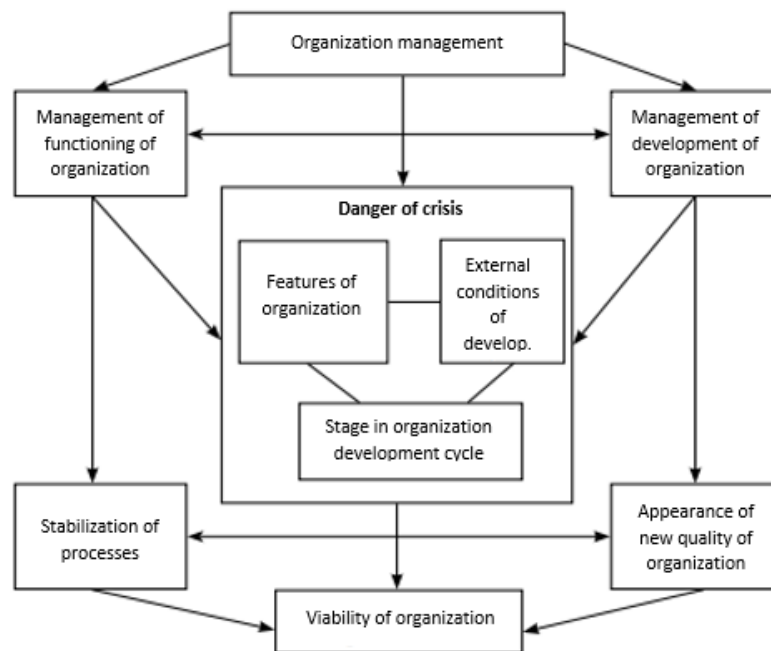 Organization management
Management of
functioning of
organization
Management of
development of
organization
Danger of crisis
Features of
organization
External
conditions
of
develop.
Stage in organization
development cycle
Stabilization of
processes
Appearance of
new quality of
organization
Viability of organization